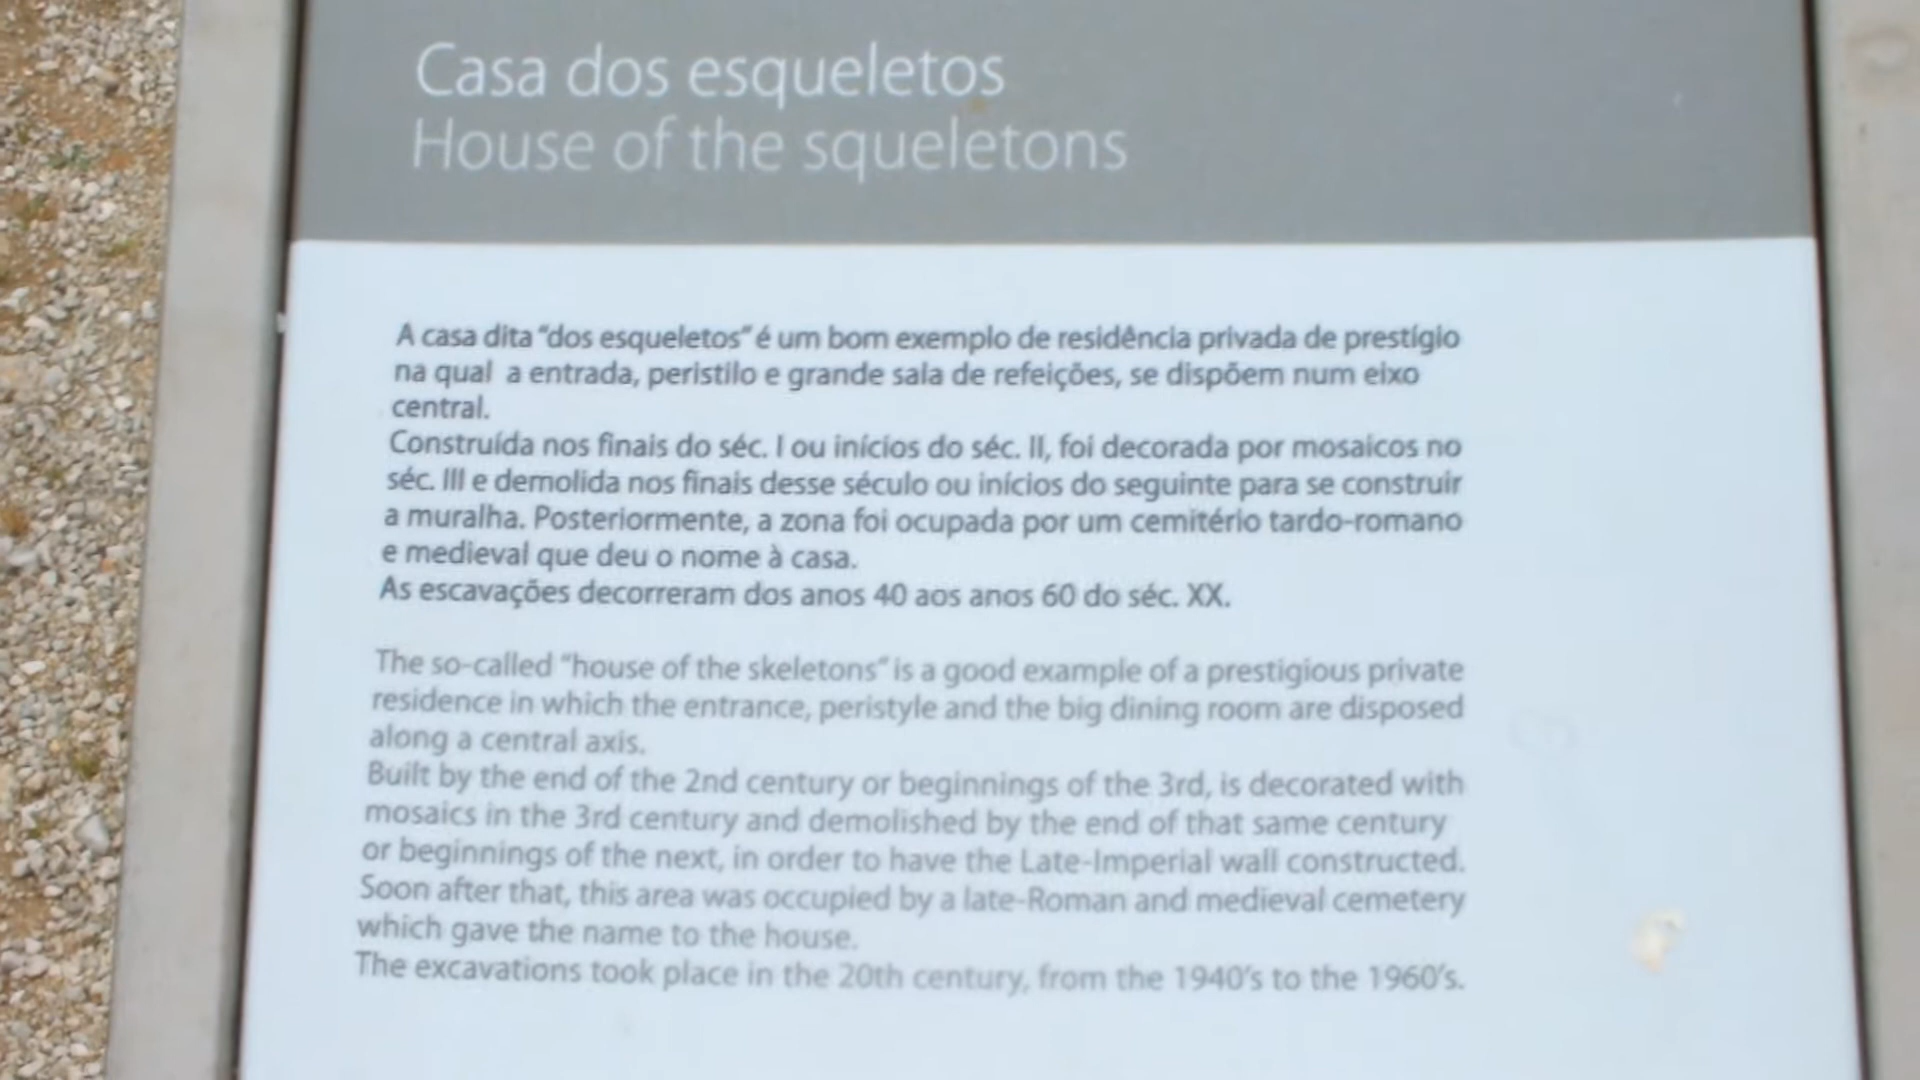 Casa dos esqueletos
House of the squeletons
A casa dita "dos esqueletos" é um bom exemplo de residência privada de prestígio
na qual a entrada, peristilo e grande sala de refeições, se dispõem num eixo
central.
Construída nos finais do séc. I ou inícios do séc. II, foi decorada por mosaicos no
séc. III e demolida nos finais desse século ou inícios do seguinte para se construir
a muralha. Posteriormente, a zona foi ocupada por um cemitério tardo-romano
e medieval que deu o nome à casa.
As escavações decorreram dos anos 40 aos anos 60 do séc. XX.
The so-called "house of the skeletons" is a good example of a prestigious private
residence in which the entrance, peristyle and the big dining room are disposed
along a central axis.
Built by the end of the 2nd century or beginnings of the 3rd, is decorated with
mosaics in the 3rd century and demolished by the end of that same century
or beginnings of the next, in order to have the Late-Imperial wall constructed.
Soon after that, this area was occupied by a late-Roman and medieval cemetery
which gave the name to the house.
The excavations took place in the 20th century, from the 1940's to the 1960's.